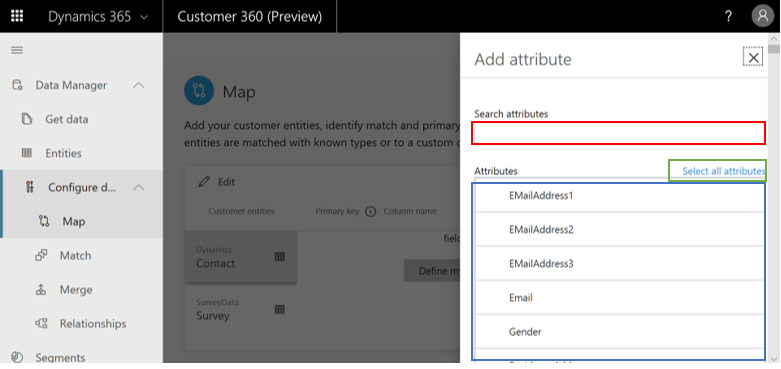 Dynamics 365
Customer 360 (Preview)
?
Data Manager
Get data
Entities
Configure d...
Map
Match
Merge
Relationships
Segments
Map
Add your customer entities, identify match and primary
entities are matched with known types or to a custom
Edit
Customer entities Primary key Column name
Dynamics
Contact
field
Define my
SurveyData
Survey
Add attribute
Search attributes
Attributes Select all attributes
EMailAddress1
EMailAddress2
EMailAddress3
Email
Gender